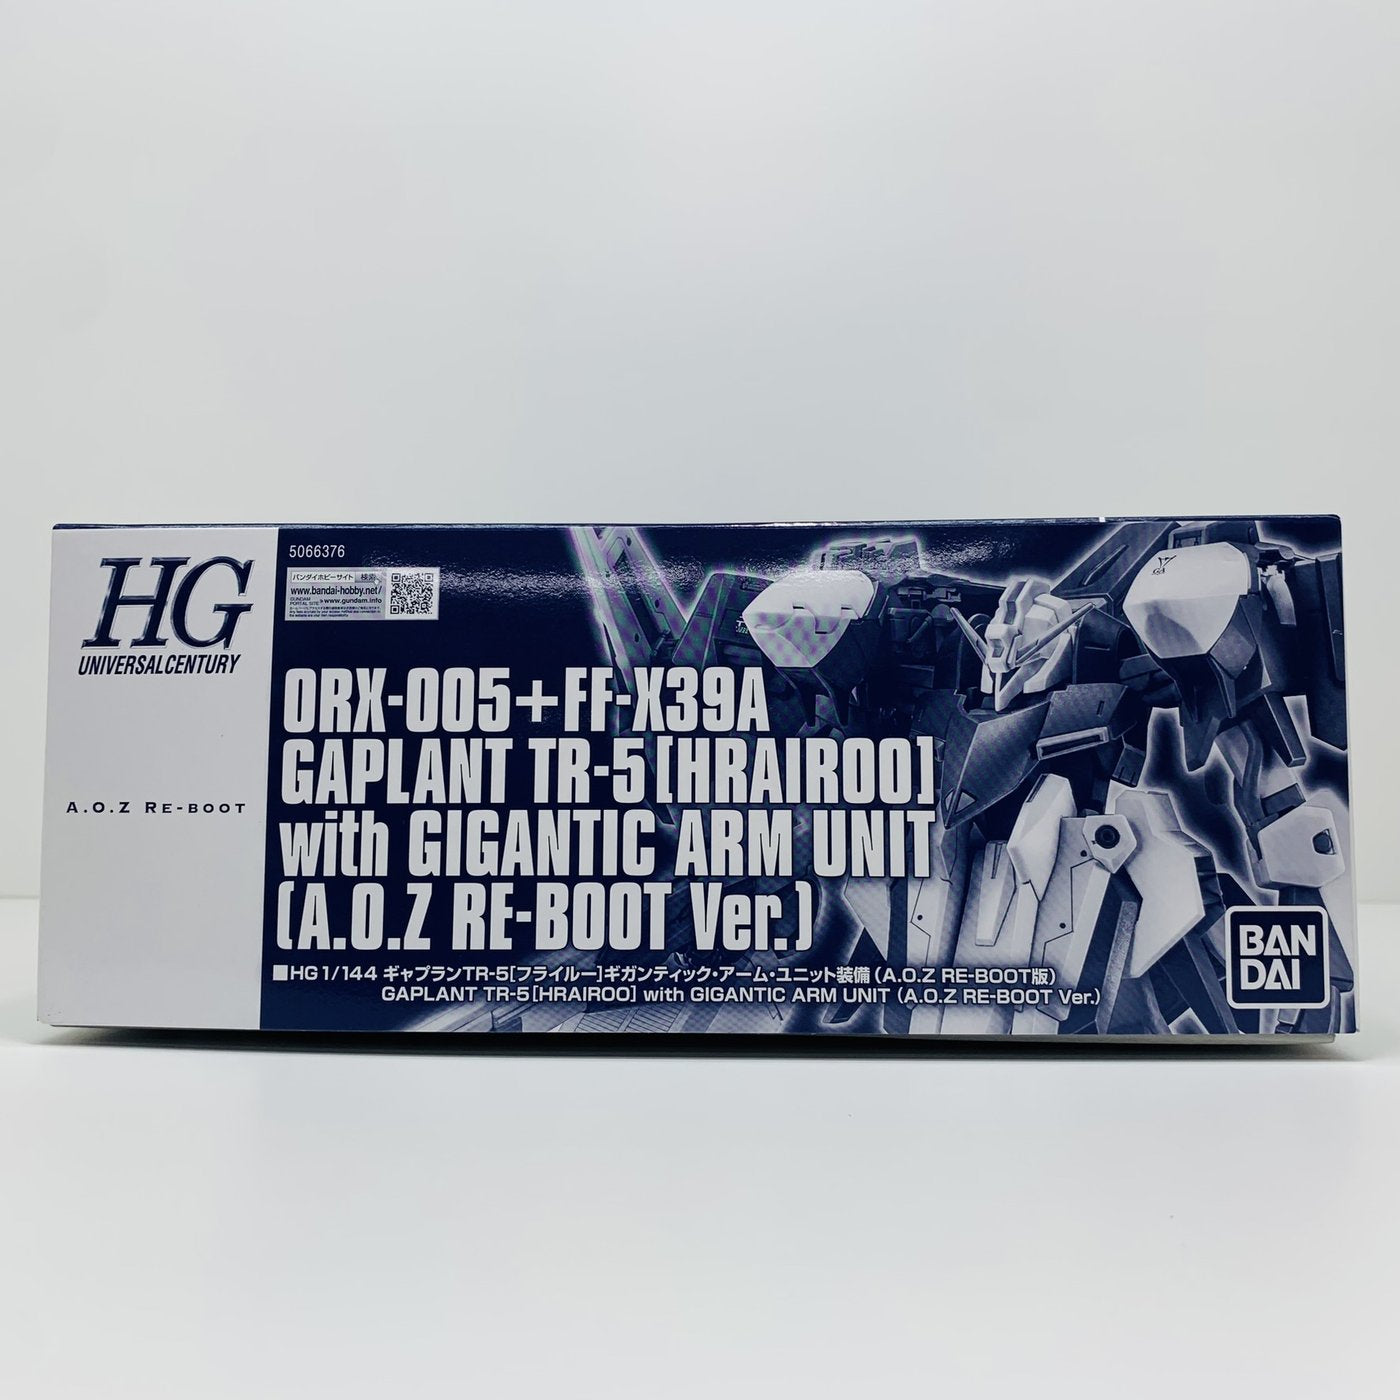 HG
UNIVERSAL CENTURY
A.O.Z RE-BOOT
5066376
バンダイホビーサイト 検索
www.bandai-hobby.net/
GUNDAM
PORTAL SITE ▶www.gundam.info
ORX-005+FF-X39A
GAPLANT TR-5[HRAIROO]
with GIGANTIC ARM UNIT
(A.O.Z RE-BOOT Ver.)
■HG 1/144 ギャプランTR-5[フライルー]ギガンティック・アーム・ユニット装備(A.O.Z RE-BOOT版)
GAPLANT TR-5[HRAIROO] with GIGANTIC ARM UNIT (A.O.Z RE-BOOT Ver.)
BAN
DAI